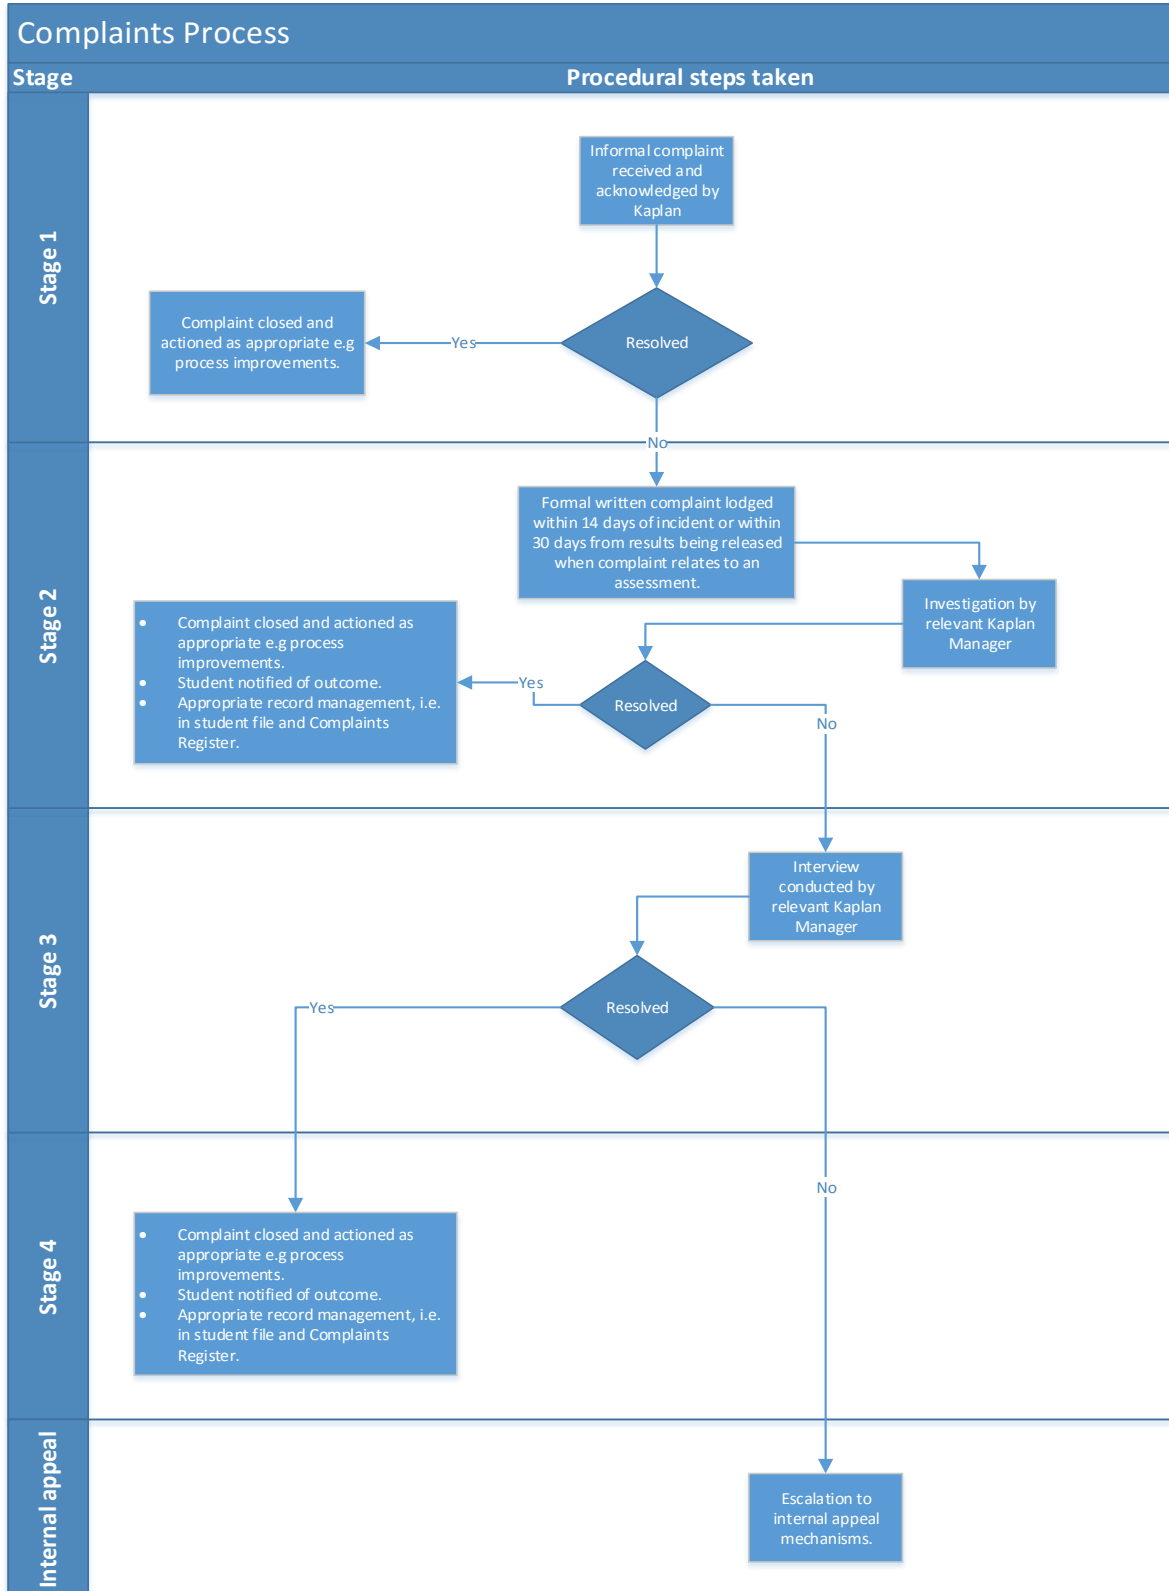 Complaints Process
Stage
Procedural steps taken
Stage 1
Informal complaint
received and
acknowledged by
Kaplan
Resolved
Yes
Complaint closed and
actioned as appropriate e.g
process improvements.
No
Stage 2
Formal written complaint lodged
within 14 days of incident or within
30 days from results being released
when complaint relates to an
assessment.
Investigation by
relevant Kaplan
Manager
Resolved
Yes
• Complaint closed and actioned as
appropriate e.g process
improvements.
• Student notified of outcome.
• Appropriate record management, i.e.
in student file and Complaints
Register.
No
Stage 3
Interview
conducted by
relevant Kaplan
Manager
Resolved
Yes
No
Stage 4
• Complaint closed and actioned as
appropriate e.g process
improvements.
• Student notified of outcome.
• Appropriate record management, i.e.
in student file and Complaints
Register.
Internal appeal
Escalation to
internal appeal
mechanisms.